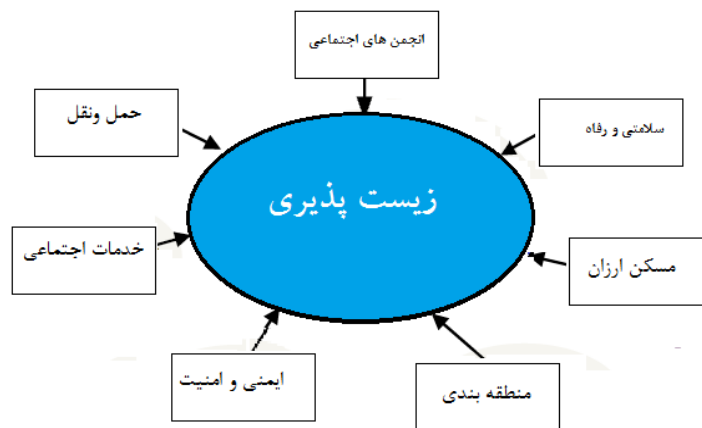 انجمن های اجتماعی
حمل ونقل
سلامتی و رفاه
زیست پذیری
خدمات اجتماعی
مسکن ارزان
ایمنی و امنیت
منطقه بندی